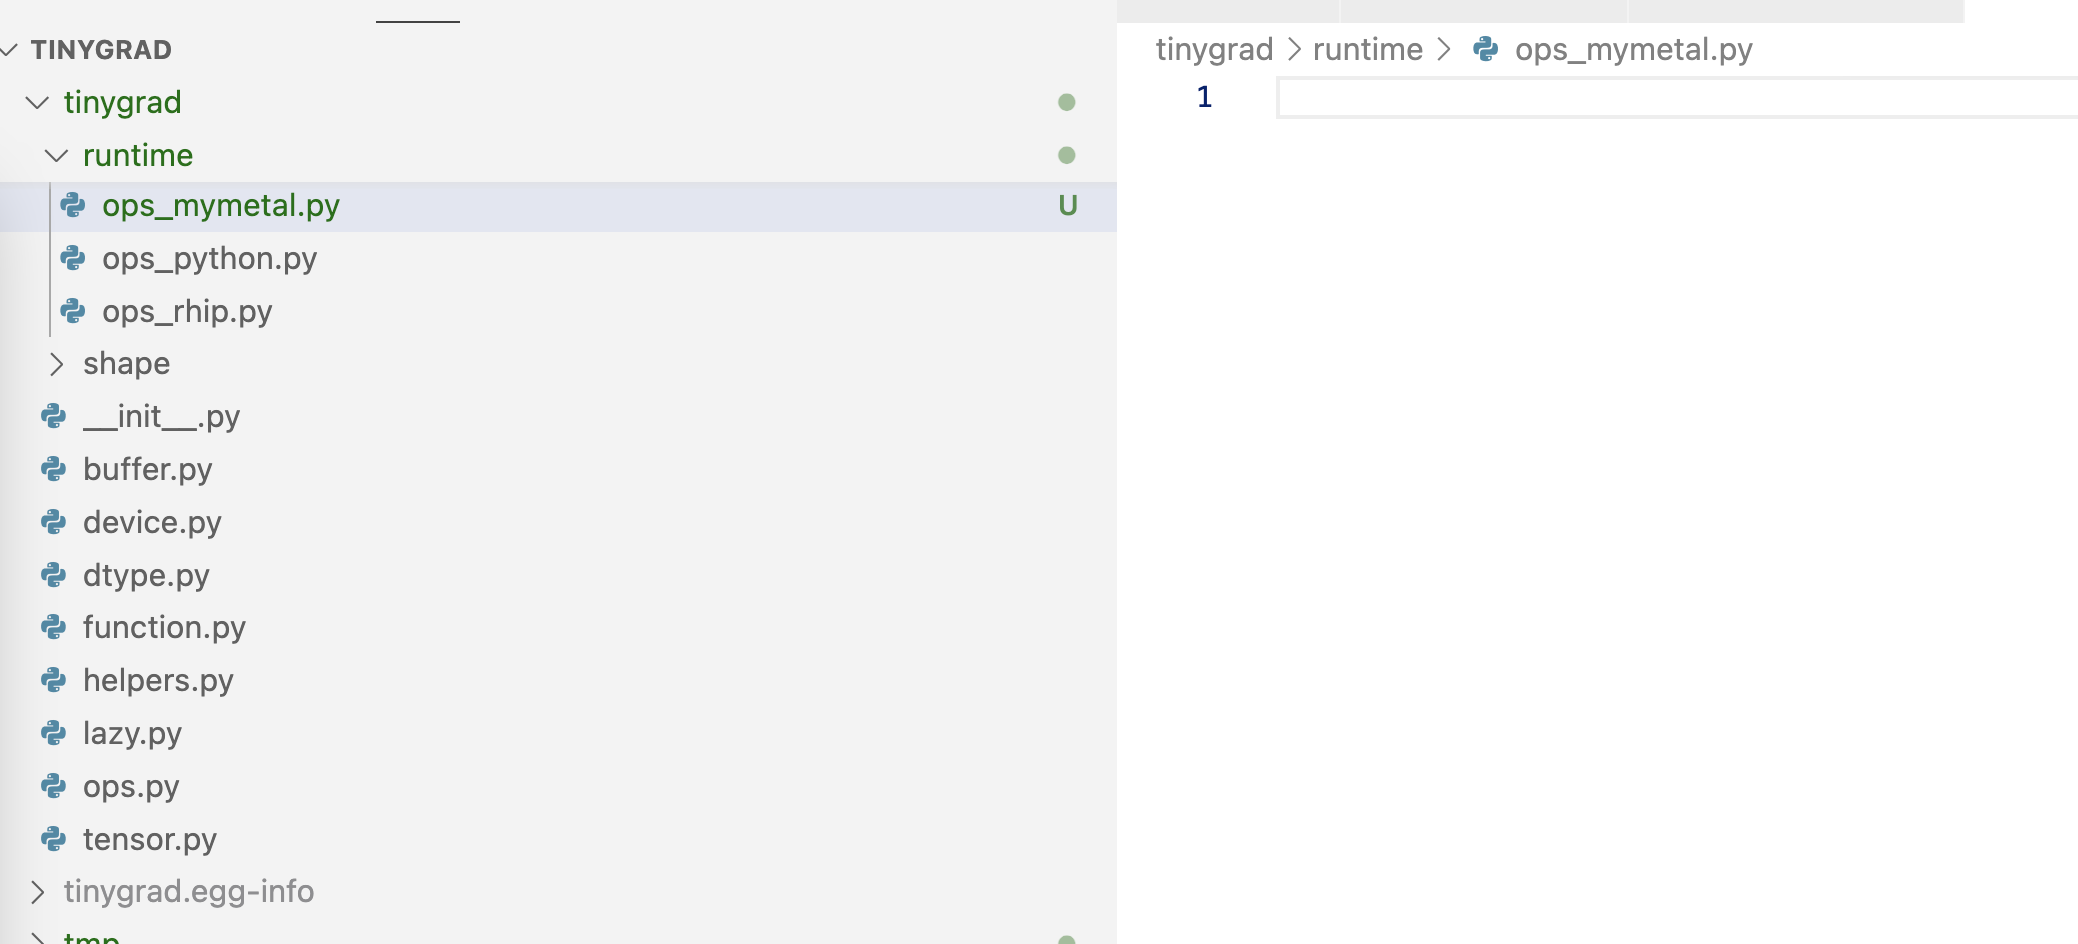 TINYGRAD
tinygrad
runtime
ops_mymetal.py U
ops_python.py
ops_rhip.py
shape
__init__.py
buffer.py
device.py
dtype.py
function.py
helpers.py
lazy.py
ops.py
tensor.py
tinygrad.egg-info
tmp
tinygrad > runtime > ops_mymetal.py
1